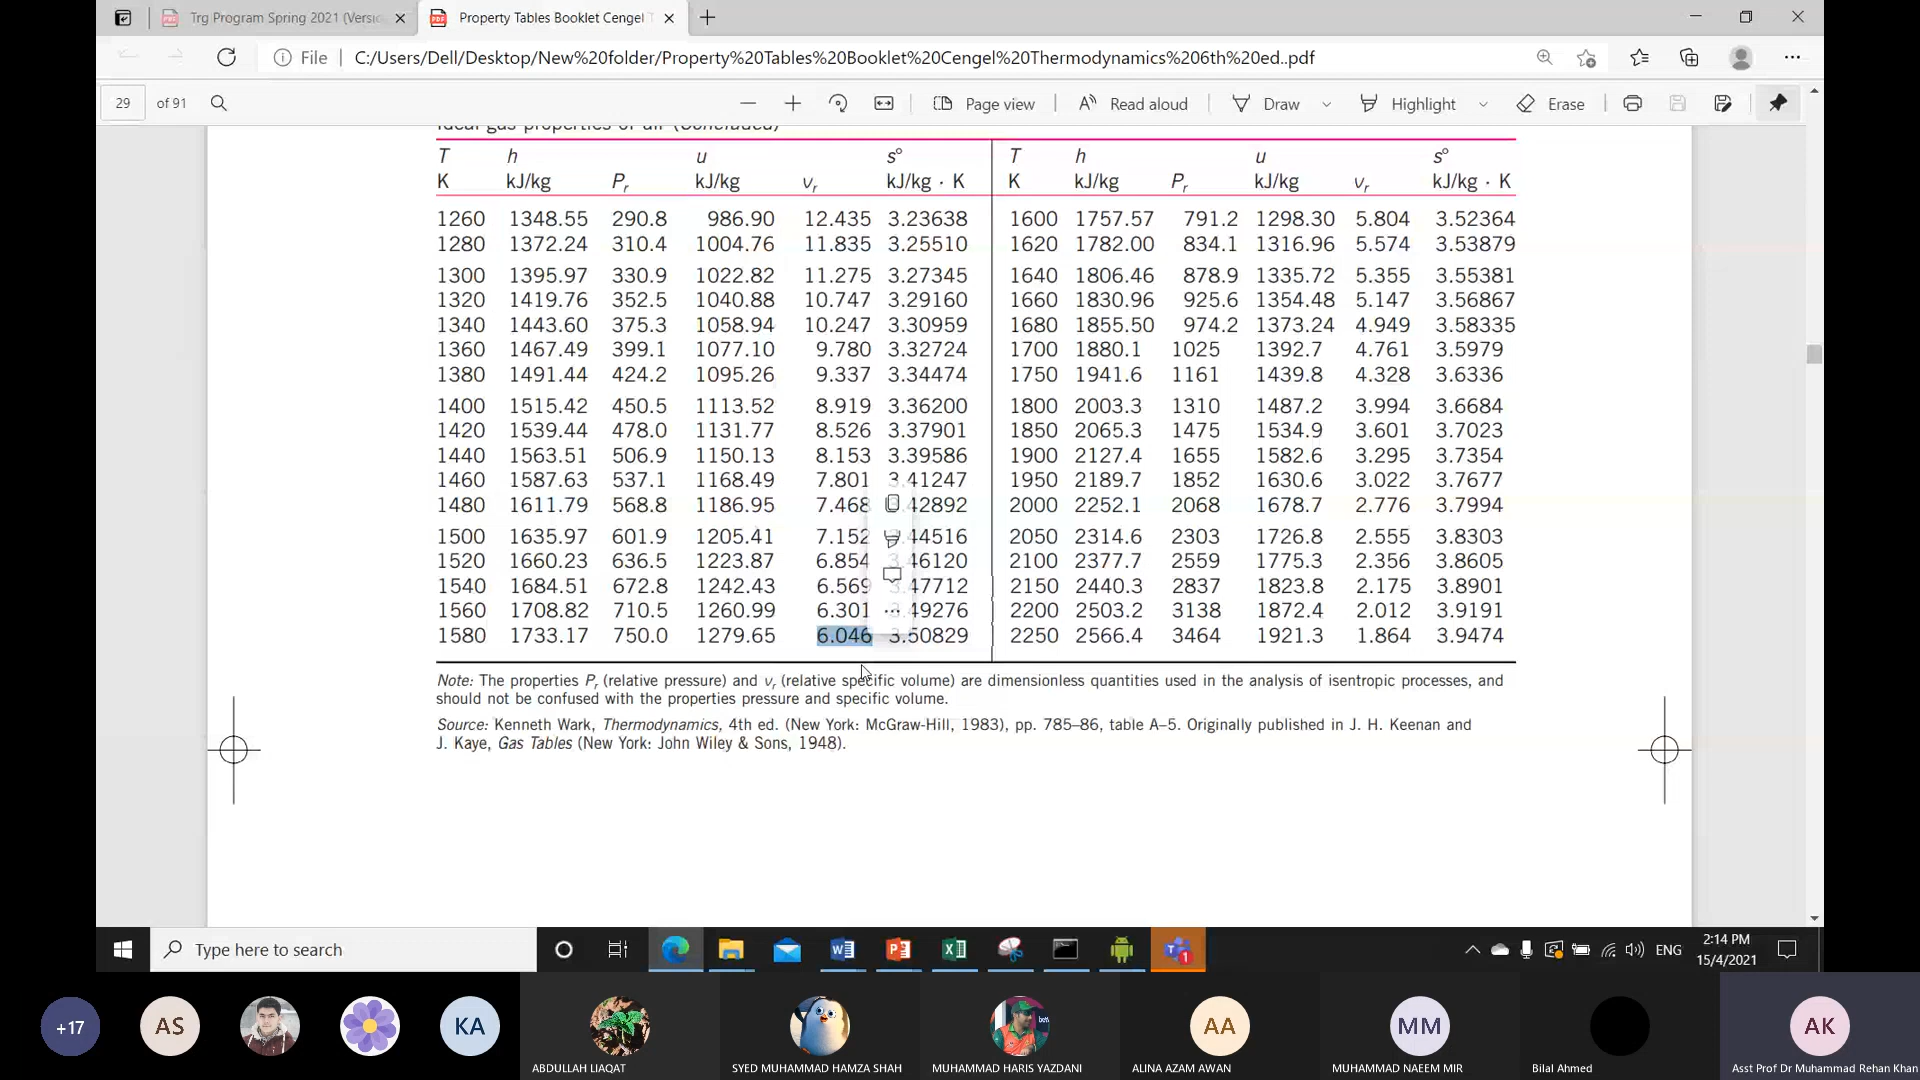 Trg Program Spring 2021 (Versi
Property Tables Booklet Cengel T
File
C:/Users/Dell/Desktop/New%20folder/Property%20Tables%20Booklet%20Cengel%20Thermodynamics%206th%20ed..pdf
29 of 91
Page view
Read aloud
Draw
Highlight
Erase
Ideal gas properties of air (Concluded)
T h u s° T h u s°
K kJ/kg Pr kJ/kg vr kJ/kg · K K kJ/kg Pr kJ/kg vr kJ/kg · K
1260 1348.55 290.8 986.90 12.435 3.23638 1600 1757.57 791.2 1298.30 5.804 3.52364
1280 1372.24 310.4 1004.76 11.835 3.25510 1620 1782.00 834.1 1316.96 5.574 3.53879
1300 1395.97 330.9 1022.82 11.275 3.27345 1640 1806.46 878.9 1335.72 5.355 3.55381
1320 1419.76 352.5 1040.88 10.747 3.29160 1660 1830.96 925.6 1354.48 5.147 3.56867
1340 1443.60 375.3 1058.94 10.247 3.30959 1680 1855.50 974.2 1373.24 4.949 3.58335
1360 1467.49 399.1 1077.10 9.780 3.32724 1700 1880.1 1025 1392.7 4.761 3.5979
1380 1491.44 424.2 1095.26 9.337 3.34474 1750 1941.6 1161 1439.8 4.328 3.6336
1400 1515.42 450.5 1113.52 8.919 3.36200 1800 2003.3 1310 1487.2 3.994 3.6684
1420 1539.44 478.0 1131.77 8.526 3.37901 1850 2065.3 1475 1534.9 3.601 3.7023
1440 1563.51 506.9 1150.13 8.153 3.39586 1900 2127.4 1655 1582.6 3.295 3.7354
1460 1587.63 537.1 1168.49 7.801 3.41247 1950 2189.7 1852 1630.6 3.022 3.7677
1480 1611.79 568.8 1186.95 7.468 3.42892 2000 2252.1 2068 1678.7 2.776 3.7994
1500 1635.97 601.9 1205.41 7.152 3.44516 2050 2314.6 2303 1726.8 2.555 3.8303
1520 1660.23 636.5 1223.87 6.854 3.46120 2100 2377.7 2559 1775.3 2.356 3.8605
1540 1684.51 672.8 1242.43 6.569 3.47712 2150 2440.3 2837 1823.8 2.175 3.8901
1560 1708.82 710.5 1260.99 6.301 3.49276 2200 2503.2 3138 1872.4 2.012 3.9191
1580 1733.17 750.0 1279.65 6.046 3.50829 2250 2566.4 3464 1921.3 1.864 3.9474
Note: The properties Pr (relative pressure) and vr (relative specific volume) are dimensionless quantities used in the analysis of isentropic processes, and
should not be confused with the properties pressure and specific volume.
Source: Kenneth Wark, Thermodynamics, 4th ed. (New York: McGraw-Hill, 1983), pp. 785–86, table A–5. Originally published in J. H. Keenan and
J. Kaye, Gas Tables (New York: John Wiley & Sons, 1948).
Type here to search
ENG
2:14 PM
15/4/2021
+17
AS
KA
AA
MM
AK
ABDULLAH LIAQAT
SYED MUHAMMAD HAMZA SHAH
MUHAMMAD HARIS YAZDANI
ALINA AZAM AWAN
MUHAMMAD NAEEM MIR
Bilal Ahmed
Asst Prof Dr Muhammad Rehan Khan